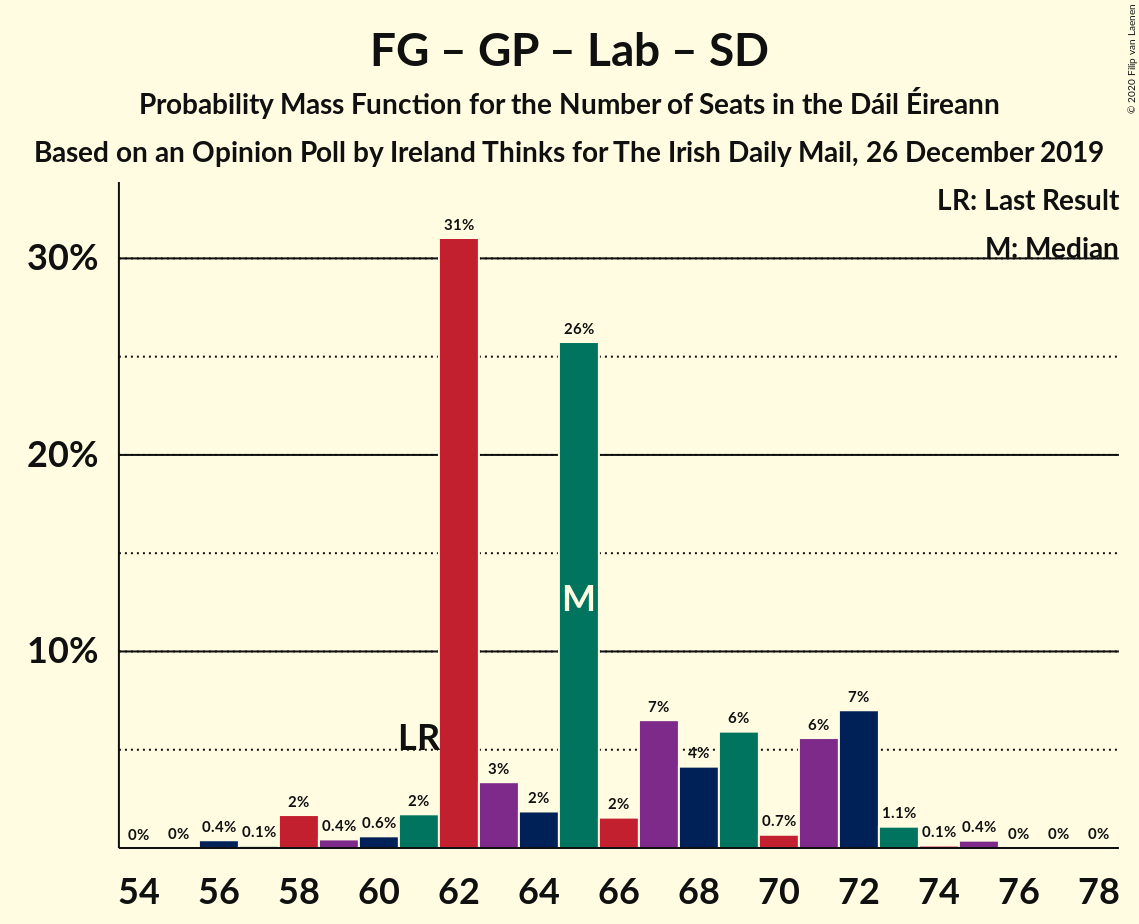 FG – GP – Lab – SD
Probability Mass Function for the Number of Seats in the Dáil Éireann
Based on an Opinion Poll by Ireland Thinks for The Irish Daily Mail, 26 December 2019
© 2020 Filip van Laenen
LR: Last Result
M: Median
30%
20%
10%
0% 0% 0.4% 0.1% 2% 0.4% 0.6% 2% 31% 3% 2% 26% 2% 7% 4% 6% 0.7% 6% 7% 1.1% 0.1% 0.4% 0% 0% 0%
LR
M
54 56 58 60 62 64 66 68 70 72 74 76 78